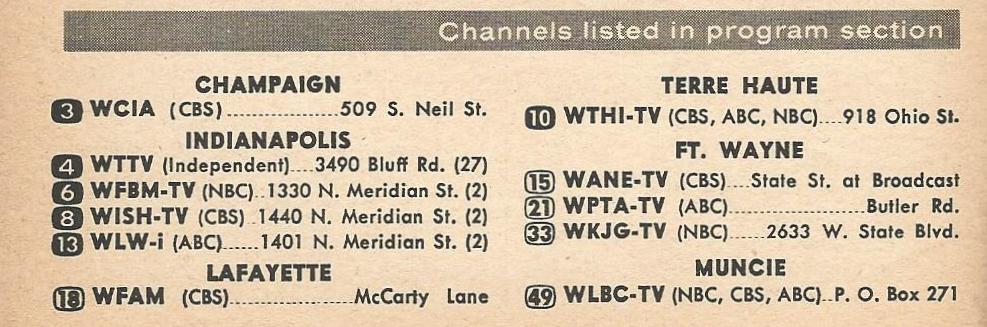 Channels listed in program section
CHAMPAIGN
3 WCIA (CBS)................509 S. Neil St.
INDIANAPOLIS
4 WTTV (Independent)....3490 Bluff Rd. (27)
6 WFBM-TV (NBC)..1330 N. Meridian St. (2)
8 WISH-TV (CBS) 1440 N. Meridian St. (2)
13 WLW-i (ABC)......1401 N. Meridian St. (2)
LAFAYETTE
18 WFAM (CBS)................McCarty Lane
TERRE HAUTE
10 WTHI-TV (CBS, ABC, NBC)....918 Ohio St.
FT. WAYNE
15 WANE-TV (CBS)....State St. at Broadcast
21 WPTA-TV (ABC)..................Butler Rd.
33 WKJG-TV (NBC)......2633 W. State Blvd.
MUNCIE
49 WLBC-TV (NBC, CBS, ABC)..P. O. Box 271